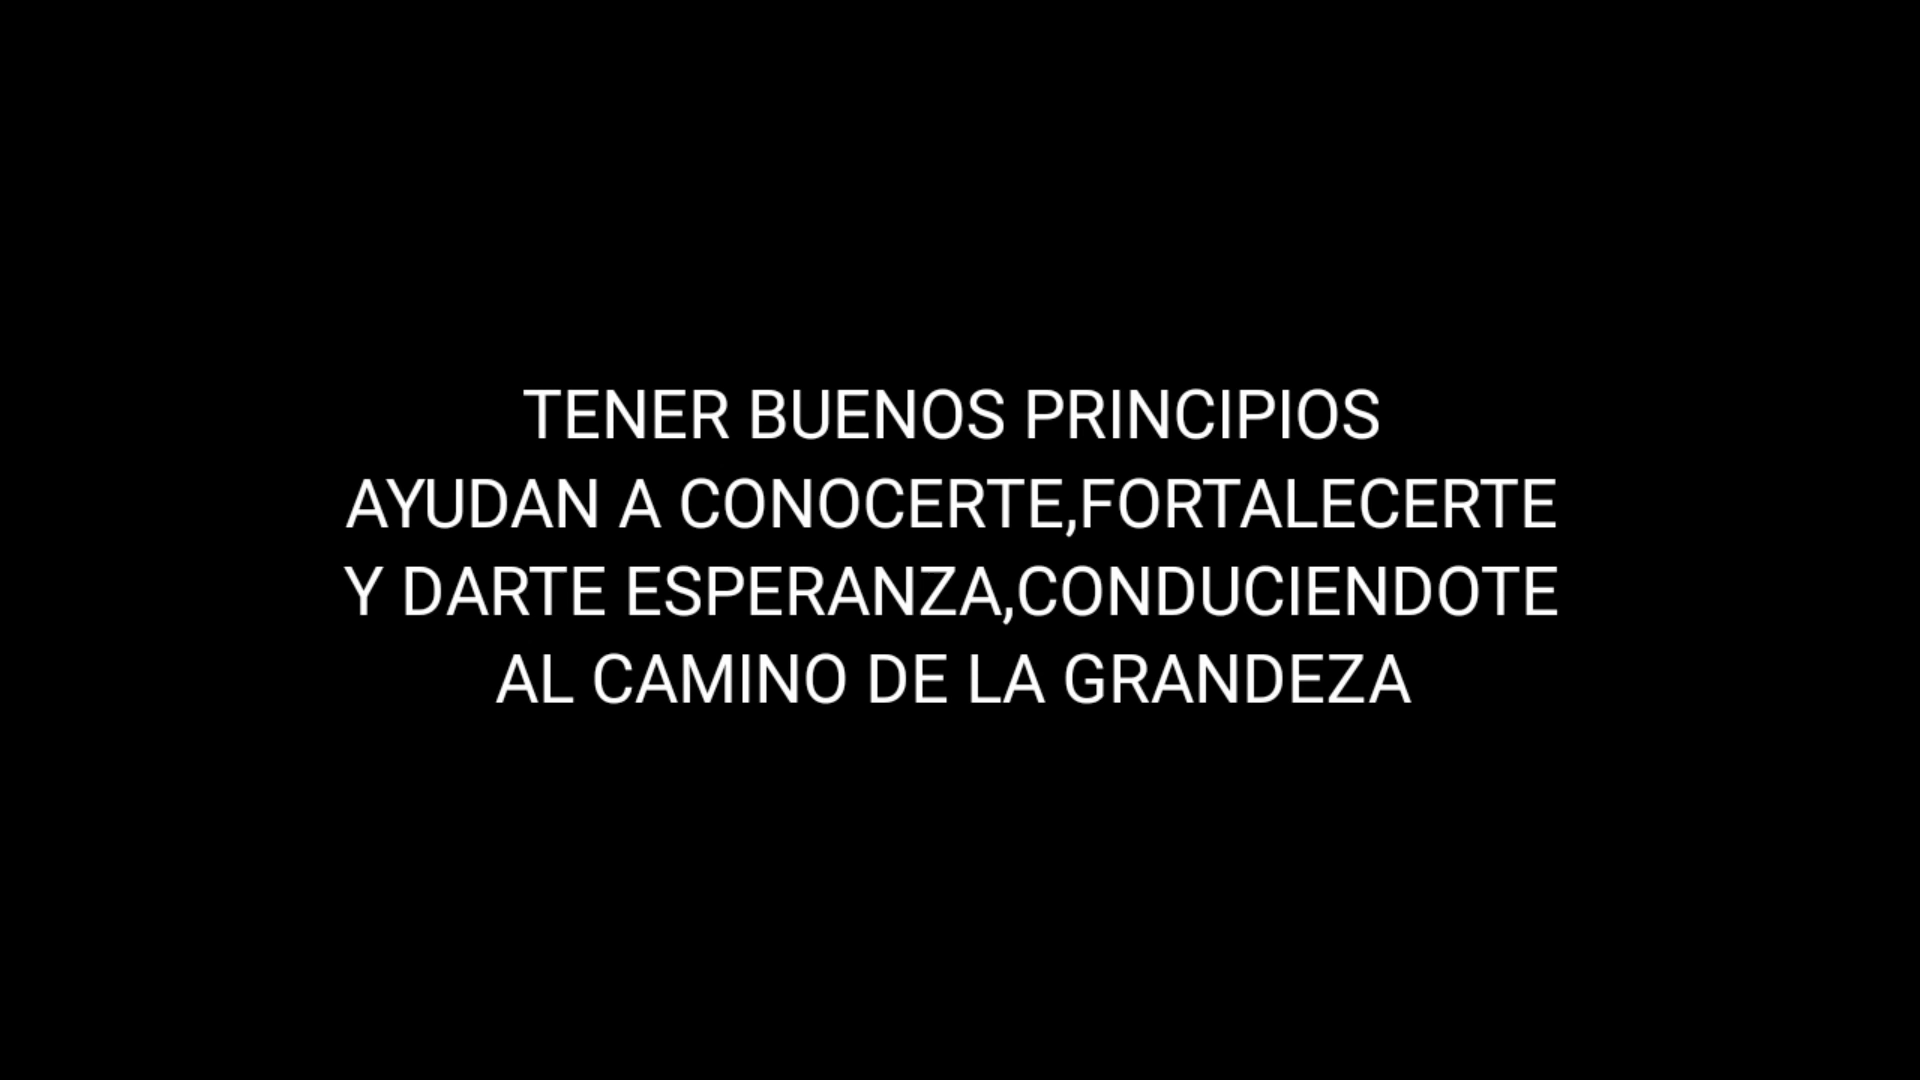 TENER BUENOS PRINCIPIOS
AYUDAN A CONOCERTE,FORTALECERTE
Y DARTE ESPERANZA,CONDUCIENDOTE
AL CAMINO DE LA GRANDEZA